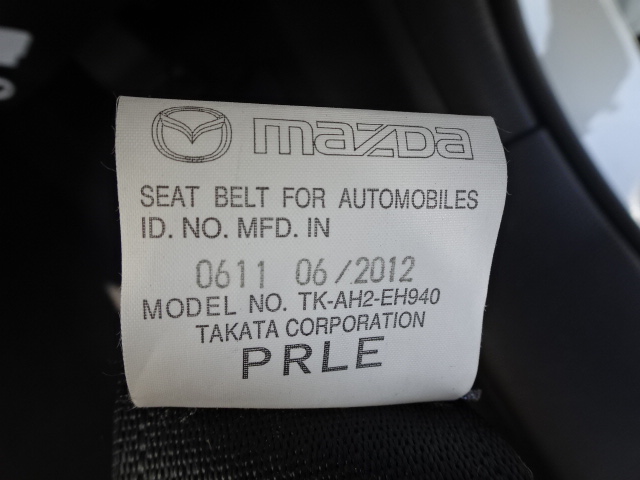 mazDa
SEAT BELT FOR AUTOMOBILES
ID. NO. MFD. IN
0611 06/2012
MODEL NO. TK-AH2-EH940
TAKATA CORPORATION
PRLE